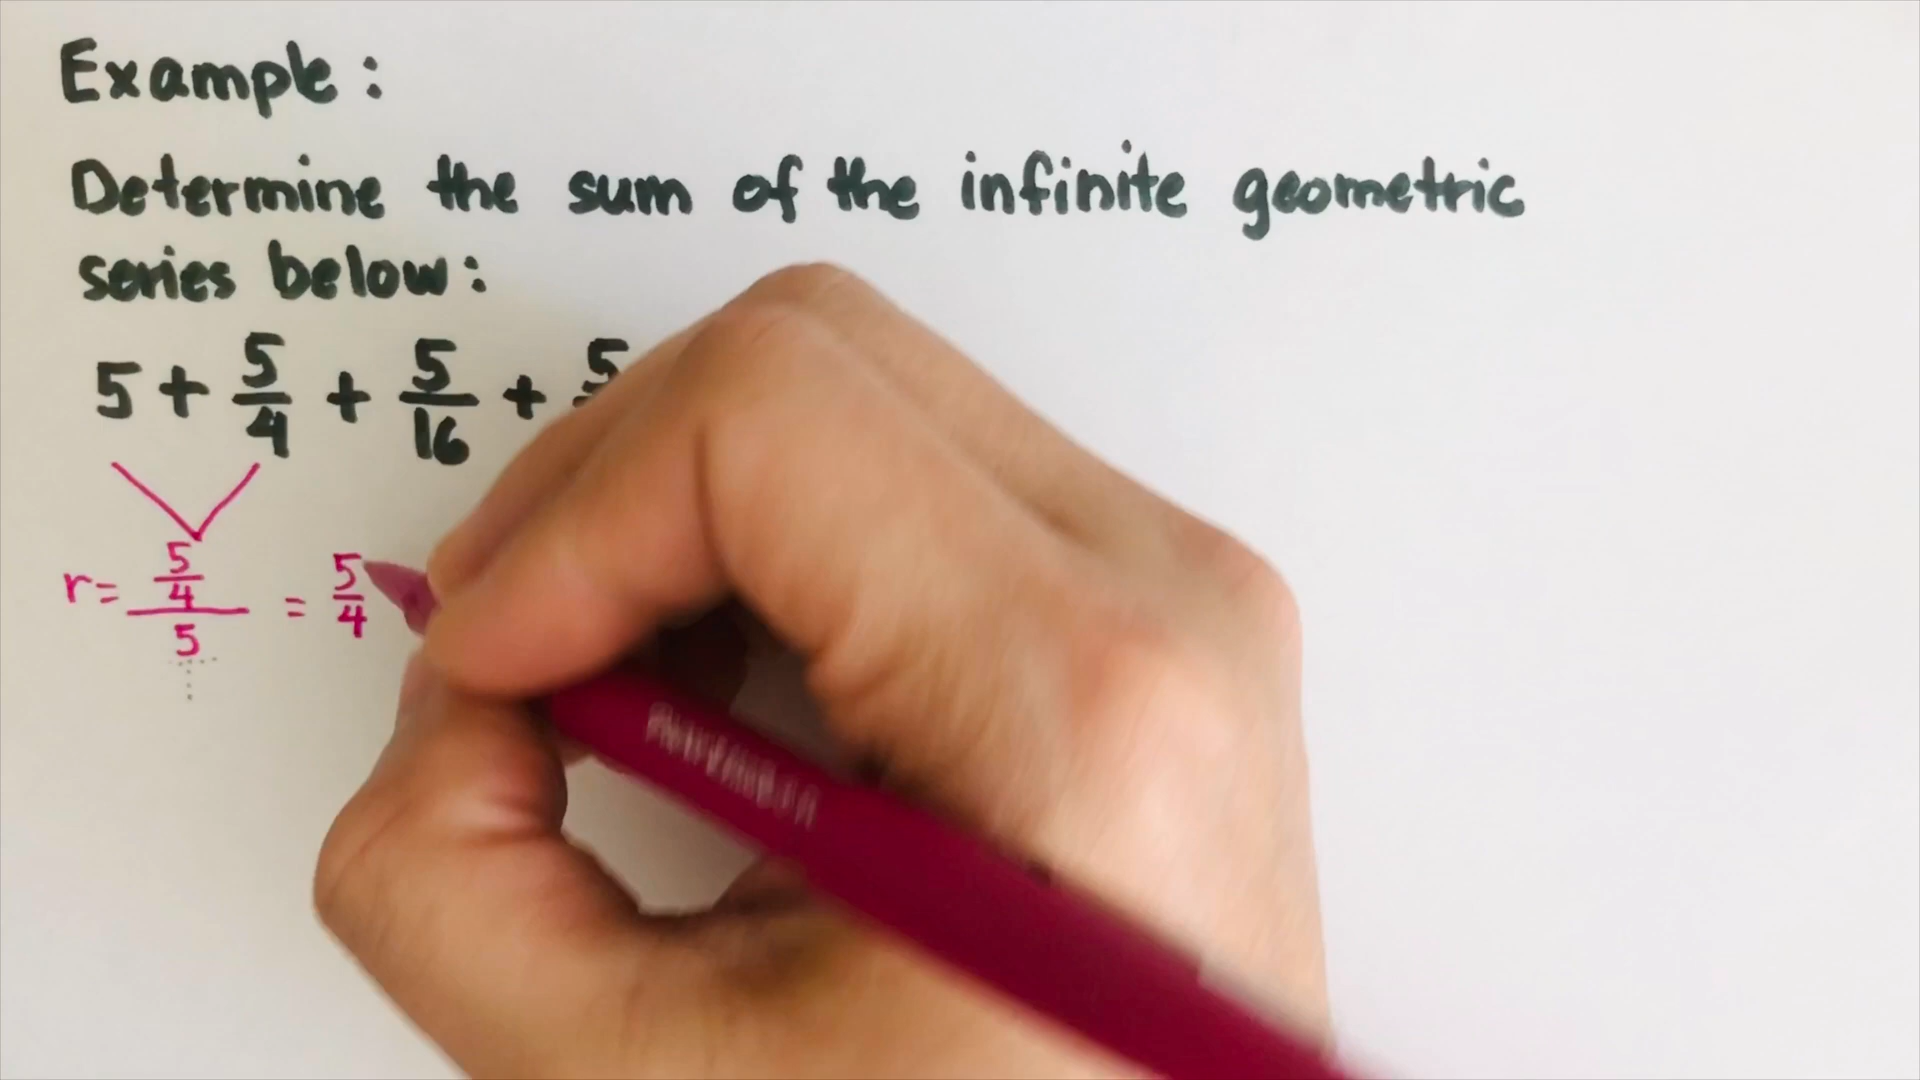 Example:
Determine the sum of the infinite geometric
series below:
5 + 5/4 + 5/16 + 5
r = 5/4 / 5 = 5/4